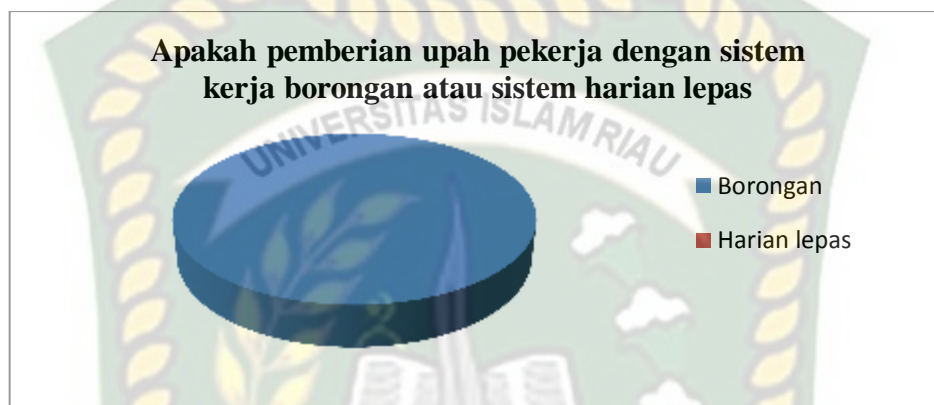 Apakah pemberian upah pekerja dengan sistem
kerja borongan atau sistem harian lepas
UNIVERSITAS ISLAM RIAU
Borongan
Harian lepas